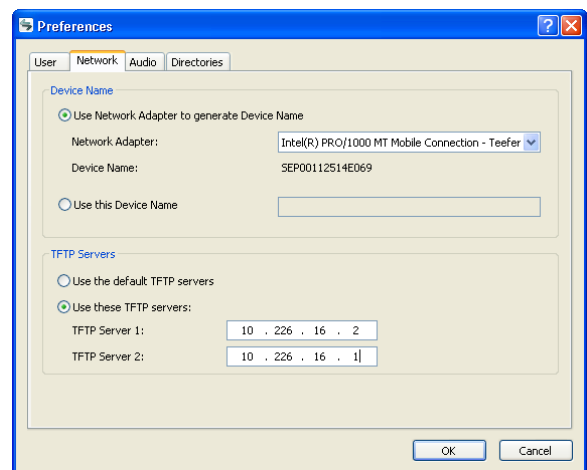 Preferences
User Network Audio Directories
Device Name
Use Network Adapter to generate Device Name
Network Adapter: Intel(R) PRO/1000 MT Mobile Connection - Teefer
Device Name: SEP00112514E069
Use this Device Name
TFTP Servers
Use the default TFTP servers
Use these TFTP servers:
TFTP Server 1: 10 . 226 . 16 . 2
TFTP Server 2: 10 . 226 . 16 . 1
OK Cancel